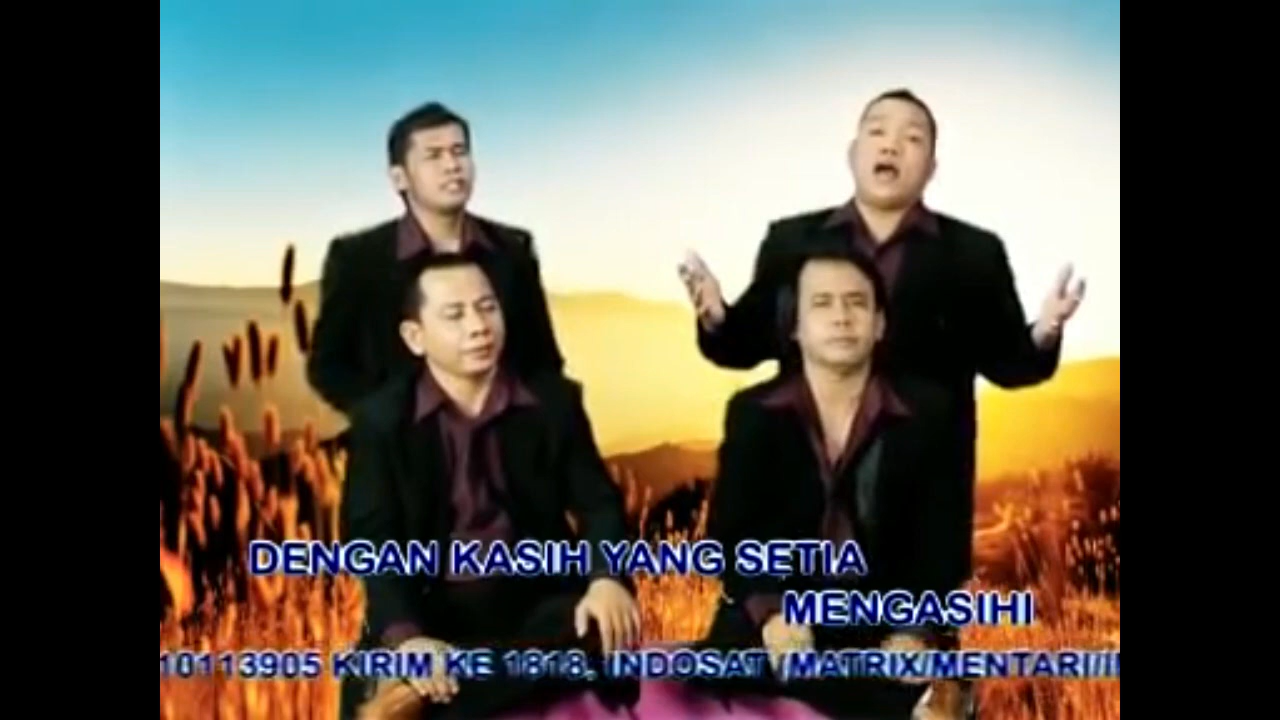 DENGAN KASIH YANG SETIA
MENGASIHI
10113905 KIRIM KE 1818, INDOSAT (MATRIX/MENTARI/